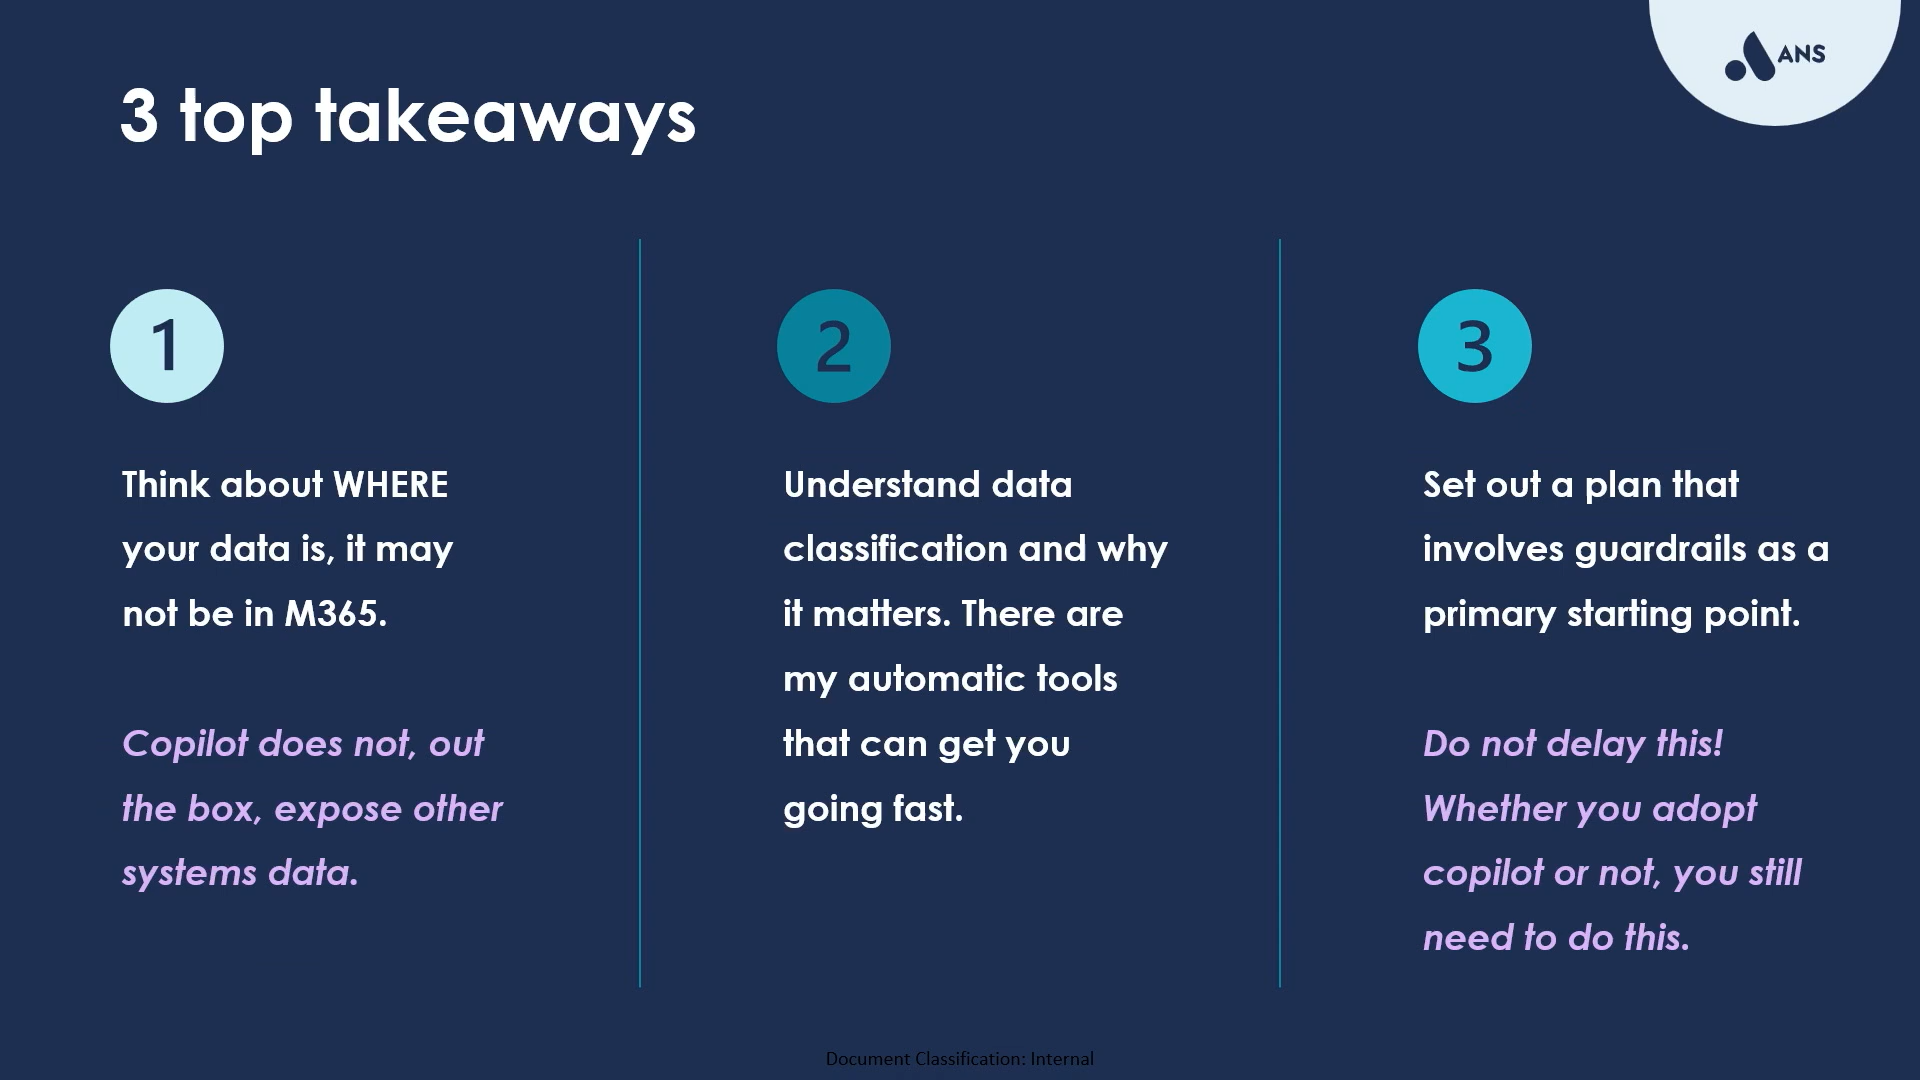 ANS
3 top takeaways
1
Think about WHERE
your data is, it may
not be in M365.
Copilot does not, out
the box, expose other
systems data.
2
Understand data
classification and why
it matters. There are
my automatic tools
that can get you
going fast.
3
Set out a plan that
involves guardrails as a
primary starting point.
Do not delay this!
Whether you adopt
copilot or not, you still
need to do this.
Document Classification: Internal